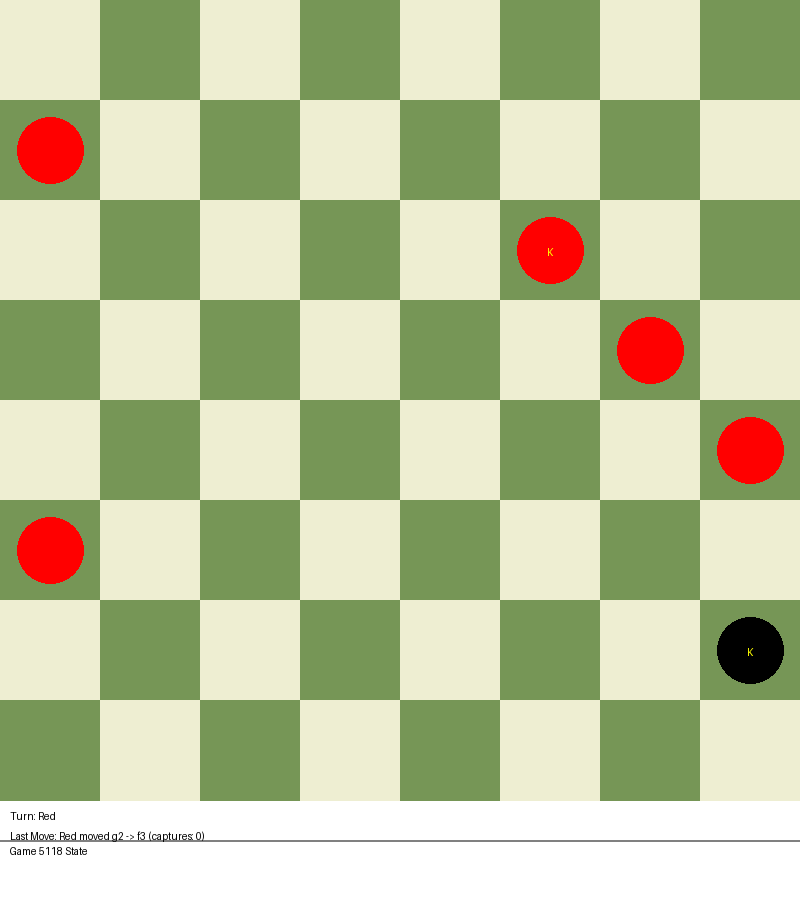 K
K
Turn: Red
Last Move: Red moved g2 -> f3 (captures: 0)
Game 5118 State